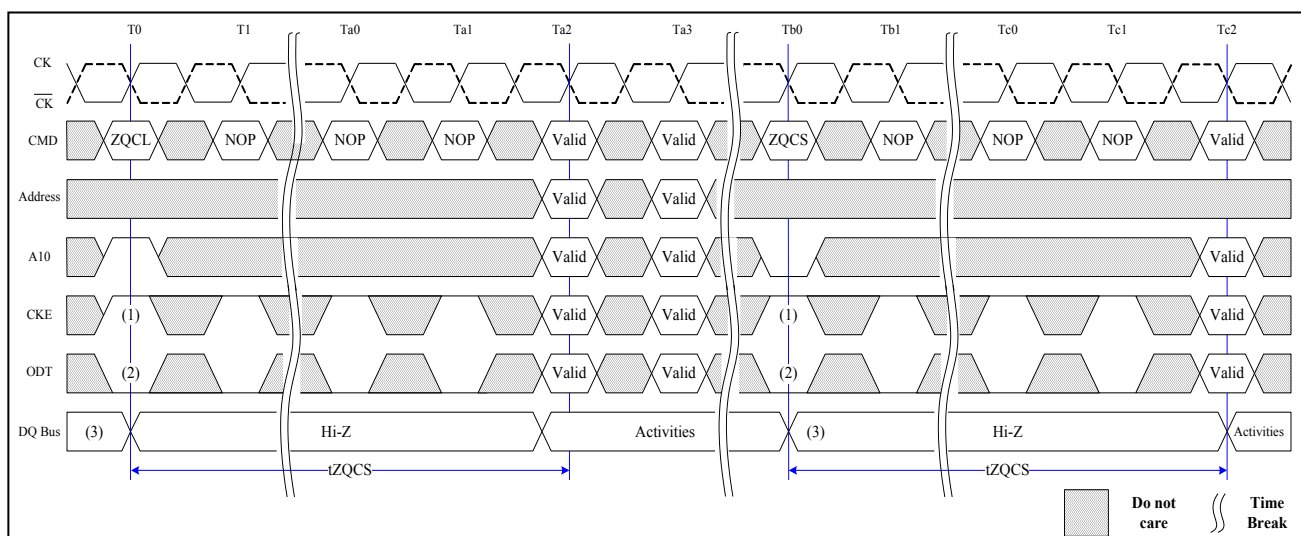 T0 T1 Ta0 Ta1 Ta2 Ta3 Tb0 Tb1 Tc0 Tc1 Tc2
CK
CK
CMD ZQCL NOP NOP NOP Valid Valid ZQCS NOP NOP NOP Valid
Address Valid Valid
A10 Valid Valid Valid
CKE (1) Valid Valid (1) Valid
ODT (2) Valid Valid (2) Valid
DQ Bus (3) Hi-Z Activities (3) Hi-Z Activities
tZQCS tZQCS
Do not care
Time Break